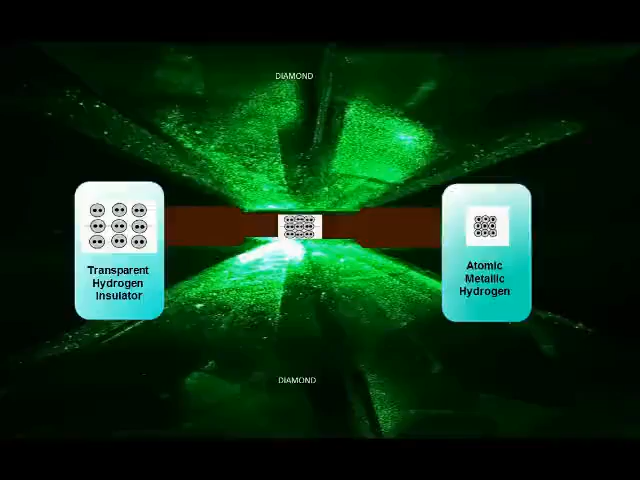 DIAMOND
Transparent
Hydrogen
Insulator
Atomic
Metallic
Hydrogen
DIAMOND